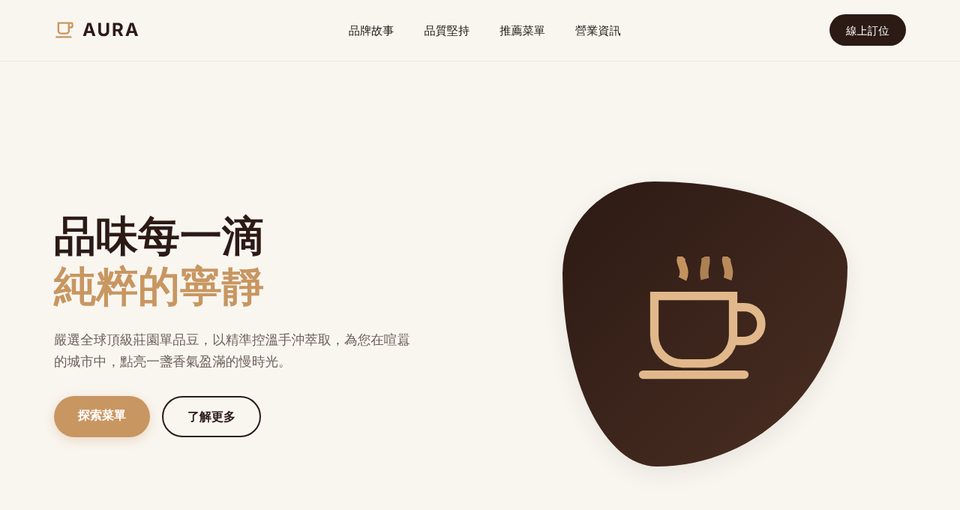 AURA
品牌故事
品質堅持
推薦菜單
營業資訊
線上訂位
品味每一滴
純粹的寧靜
嚴選全球頂級莊園單品豆，以精準控溫手沖萃取，為您在喧囂
的城市中，點亮一盞香氣盈滿的慢時光。
探索菜單
了解更多